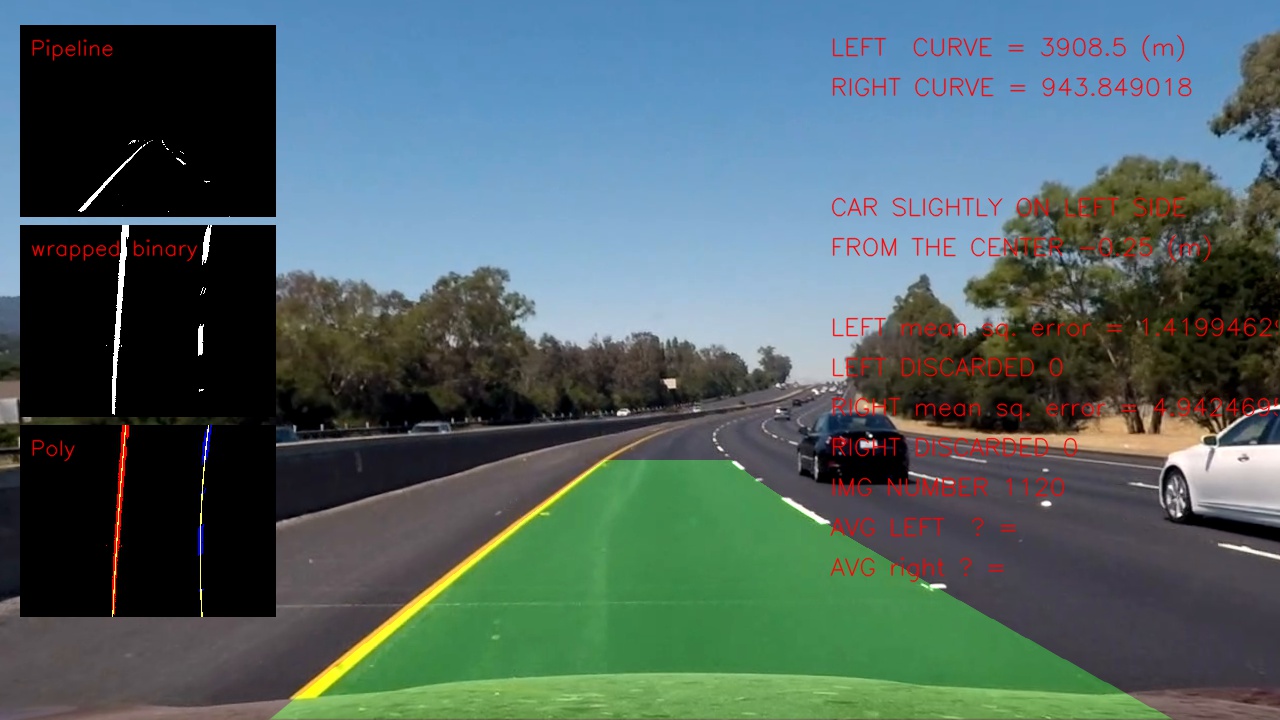 Pipeline
wrapped binary
Poly
LEFT CURVE = 3908.5 (m)
RIGHT CURVE = 943.849018
CAR SLIGHTLY ON LEFT SIDE
FROM THE CENTER -0.25 (m)
LEFT mean sq. error = 1.4199462
LEFT DISCARDED 0
RIGHT mean sq. error = 4.942469
RIGHT DISCARDED 0
IMG NUMBER 1120
AVG LEFT ? =
AVG right ? =